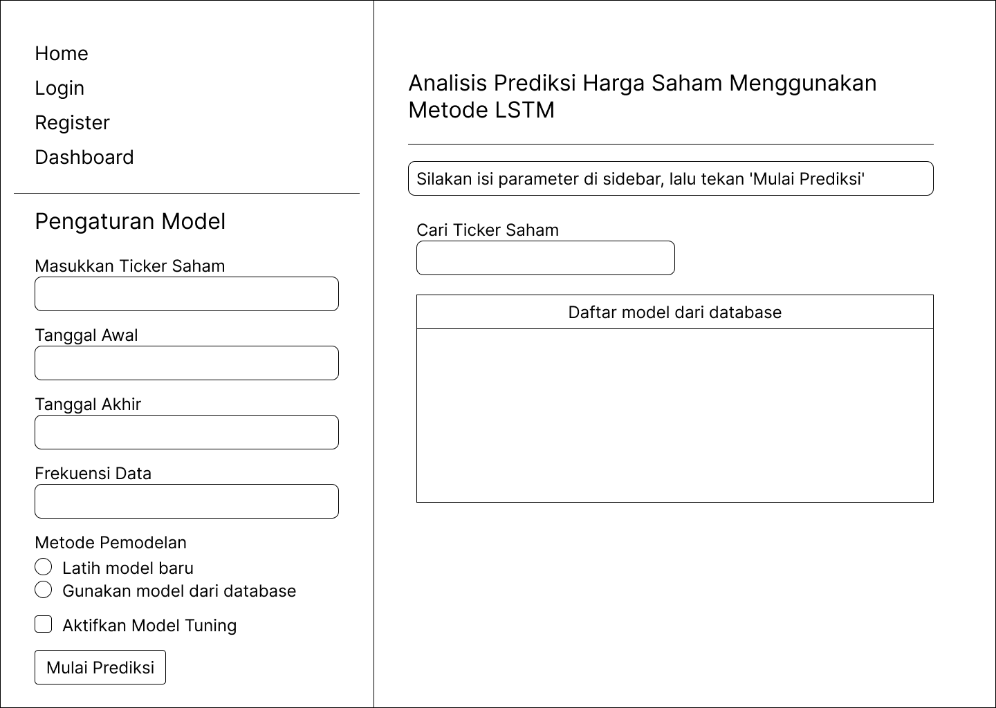 Home
Login
Register
Dashboard
Pengaturan Model
Masukkan Ticker Saham
Tanggal Awal
Tanggal Akhir
Frekuensi Data
Metode Pemodelan
Latih model baru
Gunakan model dari database
Aktifkan Model Tuning
Mulai Prediksi
Analisis Prediksi Harga Saham Menggunakan
Metode LSTM
Silakan isi parameter di sidebar, lalu tekan 'Mulai Prediksi'
Cari Ticker Saham
Daftar model dari database